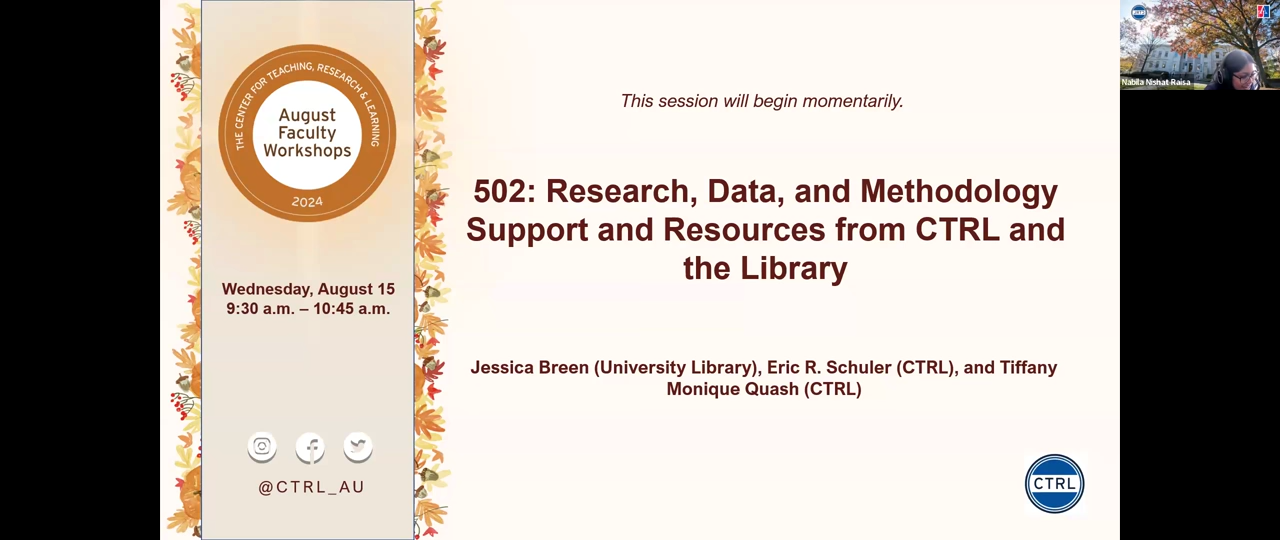 THE CENTER FOR TEACHING, RESEARCH & LEARNING
August
Faculty
Workshops
2024
Wednesday, August 15
9:30 a.m. – 10:45 a.m.
@CTRL_AU
This session will begin momentarily.
502: Research, Data, and Methodology
Support and Resources from CTRL and
the Library
Jessica Breen (University Library), Eric R. Schuler (CTRL), and Tiffany
Monique Quash (CTRL)
CTRL
Nabila Nishat Raisa